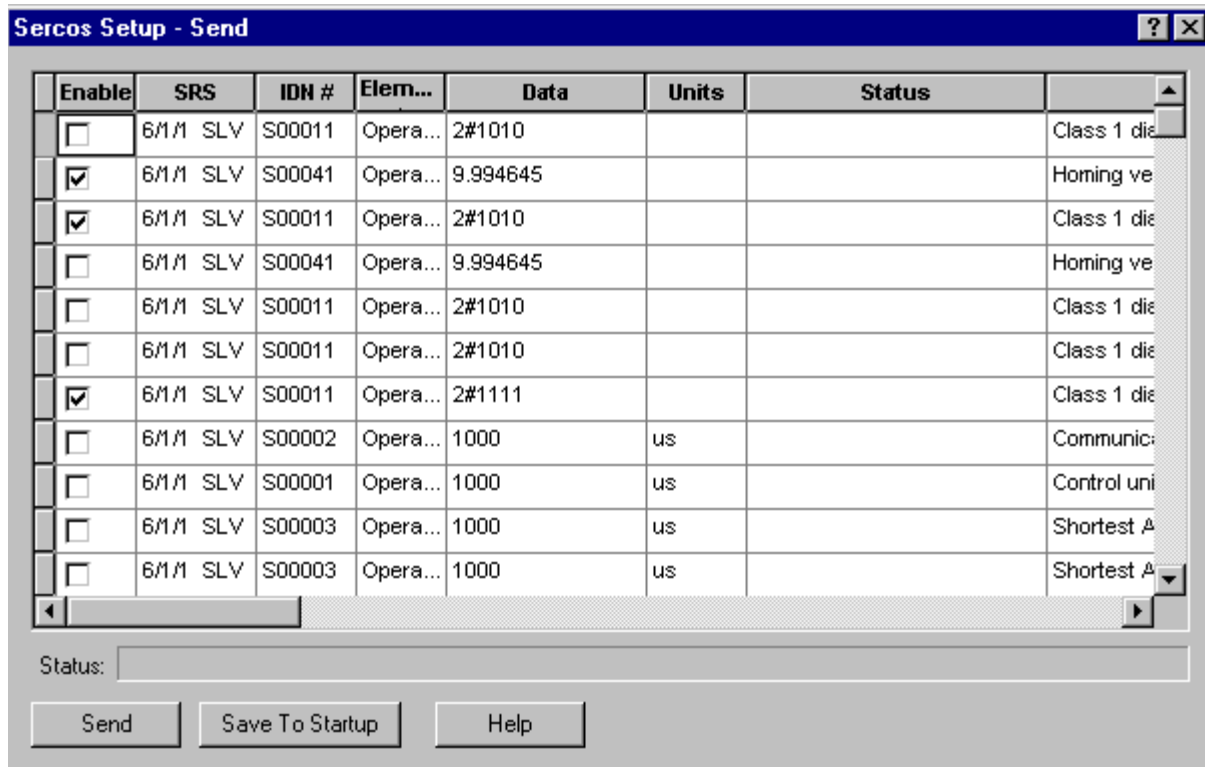 Sercos Setup - Send
Enable SRS IDN # Elem... Data Units Status
6/1/1 SLV S00011 Opera... 2#1010 Class 1 dia
6/1/1 SLV S00041 Opera... 9.994645 Homing ve
6/1/1 SLV S00011 Opera... 2#1010 Class 1 dia
6/1/1 SLV S00041 Opera... 9.994645 Homing ve
6/1/1 SLV S00011 Opera... 2#1010 Class 1 dia
6/1/1 SLV S00011 Opera... 2#1010 Class 1 dia
6/1/1 SLV S00011 Opera... 2#1111 Class 1 dia
6/1/1 SLV S00002 Opera... 1000 us Communica
6/1/1 SLV S00001 Opera... 1000 us Control uni
6/1/1 SLV S00003 Opera... 1000 us Shortest A
6/1/1 SLV S00003 Opera... 1000 us Shortest A
Status:
Send Save To Startup Help